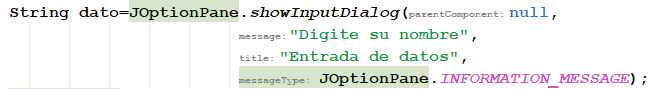 String dato=JOptionPane.showInputDialog(parentComponent: null,
message: "Digite su nombre",
title: "Entrada de datos",
messageType: JOptionPane.INFORMATION_MESSAGE);